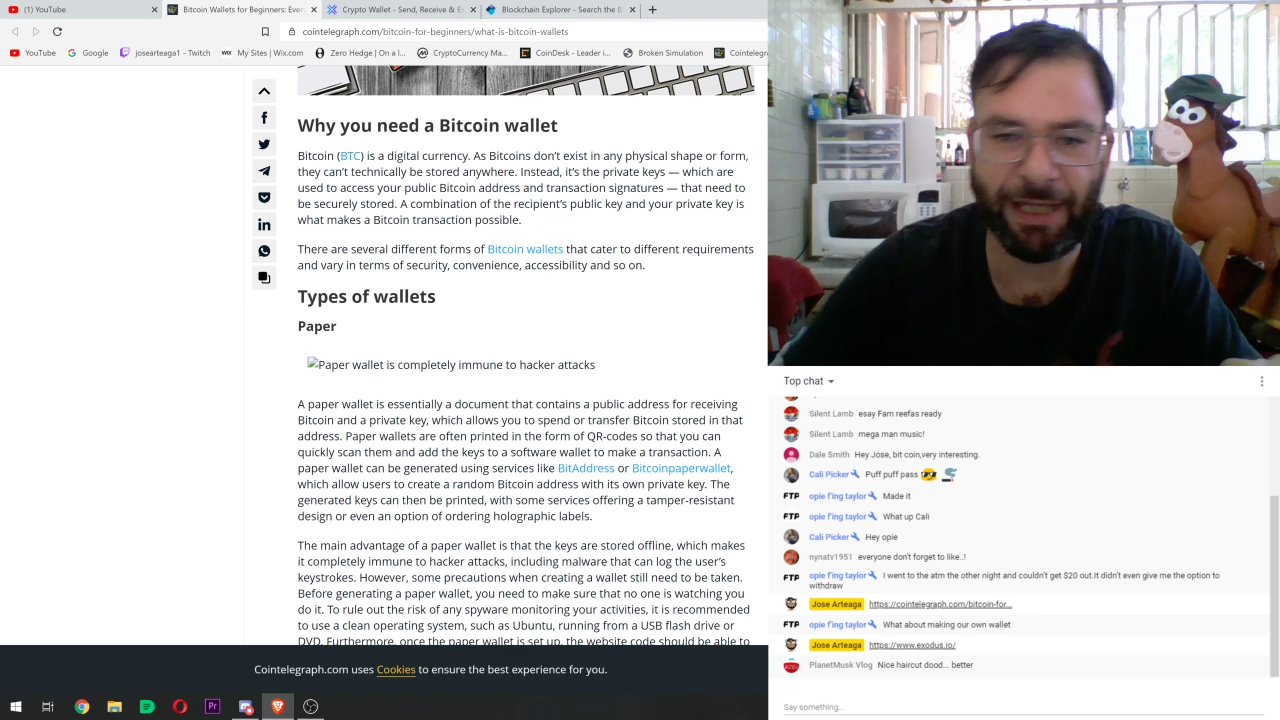 (1) YouTube
Bitcoin Wallets for Beginners: Ever
Crypto Wallet - Send, Receive & E
Blockchain Explorer - Search the B
cointelegraph.com/bitcoin-for-beginners/what-is-bitcoin-wallets
YouTube
Google
josearteaga1 - Twitch
WIX My Sites | Wix.com
Zero Hedge | On a l...
CryptoCurrency Ma...
CoinDesk - Leader i...
Broken Simulation
Cointeleg
Why you need a Bitcoin wallet
Bitcoin (BTC) is a digital currency. As Bitcoins don't exist in any physical shape or form,
they can't technically be stored anywhere. Instead, it's the private keys — which are
used to access your public Bitcoin address and transaction signatures — that need to
be securely stored. A combination of the recipient's public key and your private key is
what makes a Bitcoin transaction possible.
There are several different forms of Bitcoin wallets that cater to different requirements
and vary in terms of security, convenience, accessibility and so on.
Types of wallets
Paper
Paper wallet is completely immune to hacker attacks
A paper wallet is essentially a document that contains a public address for receiving
Bitcoin and a private key, which allows you to spend or transfer Bitcoin stored in that
address. Paper wallets are often printed in the form of QR-codes so that you can
quickly scan them and add the keys to a software wallet to make a transaction. A
paper wallet can be generated using services like BitAddress or Bitcoinpaperwallet,
which allow users to create a random Bitcoin address with its own private key. The
generated keys can then be printed, with some services offering a tamper-resistant
design or even an option of ordering holographic labels.
The main advantage of a paper wallet is that the keys are stored offline, which makes
it completely immune to hacker attacks, including malware that can log the user's
keystrokes. However, some precautions when creating a wallet still need to be taken.
Before generating a paper wallet, you need to make sure that no one is watching you
do it. To rule out the risk of any spyware monitoring your activities, it is recommended
to use a clean operating system, such as Ubuntu, running from a USB flash drive or
DVD. Furthermore, once the paper wallet is set up, the website code should be able to
Cointelegraph.com uses Cookies to ensure the best experience for you.
Top chat
Silent Lamb esay Fam reefas ready
Silent Lamb mega man music!
Dale Smith Hey Jose, bit coin,very interesting.
Cali Picker Puff puff pass
FTP opie f'ing taylor Made it
FTP opie f'ing taylor What up Cali
Cali Picker Hey opie
nynatv1951 everyone don't forget to like..!
FTP opie f'ing taylor I went to the atm the other night and couldn't get $20 out.It didn't even give me the option to
withdraw
Jose Arteaga https://cointelegraph.com/bitcoin-for...
FTP opie f'ing taylor What about making our own wallet
Jose Arteaga https://www.exodus.io/
PlanetMusk Vlog Nice haircut dood... better
Say something...